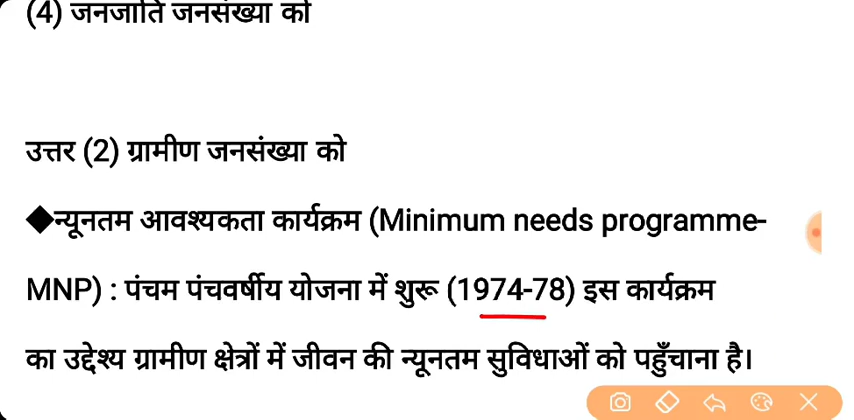 (4) जनजाति जनसंख्या को
उत्तर (2) ग्रामीण जनसंख्या को
◆न्यूनतम आवश्यकता कार्यक्रम (Minimum needs programme-
MNP) : पंचम पंचवर्षीय योजना में शुरू (1974-78) इस कार्यक्रम
का उद्देश्य ग्रामीण क्षेत्रों में जीवन की न्यूनतम सुविधाओं को पहुँचाना है।